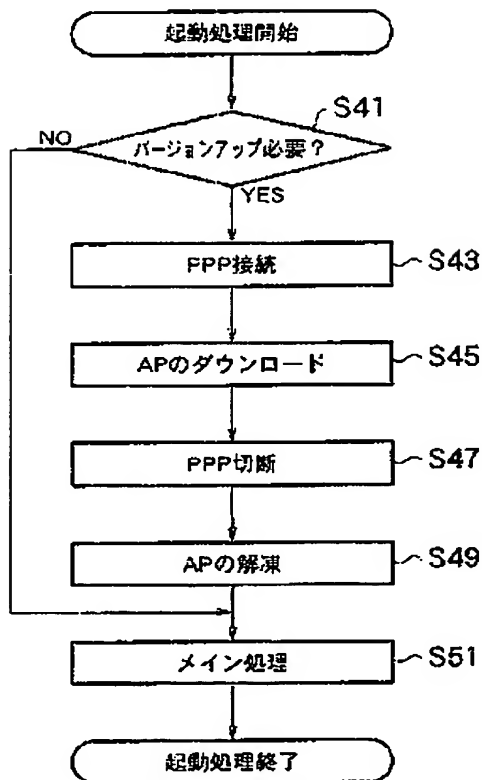 起動処理開始
S41
NO
バージョンアップ必要?
YES
PPP接続
S43
APのダウンロード
S45
PPP切断
S47
APの解凍
S49
メイン処理
S51
起動処理終了